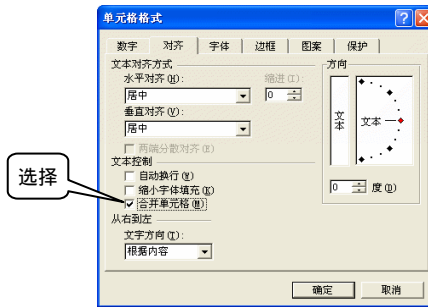 单元格格式
数字 对齐 字体 边框 图案 保护
文本对齐方式
水平对齐(H):
居中
缩进(I):
0
垂直对齐(V):
居中
两端分散对齐(E)
文本控制
自动换行(W)
缩小字体填充(K)
合并单元格(M)
从右到左
文字方向(T):
根据内容
方向
文本
文本
0 度(D)
选择
确定 取消